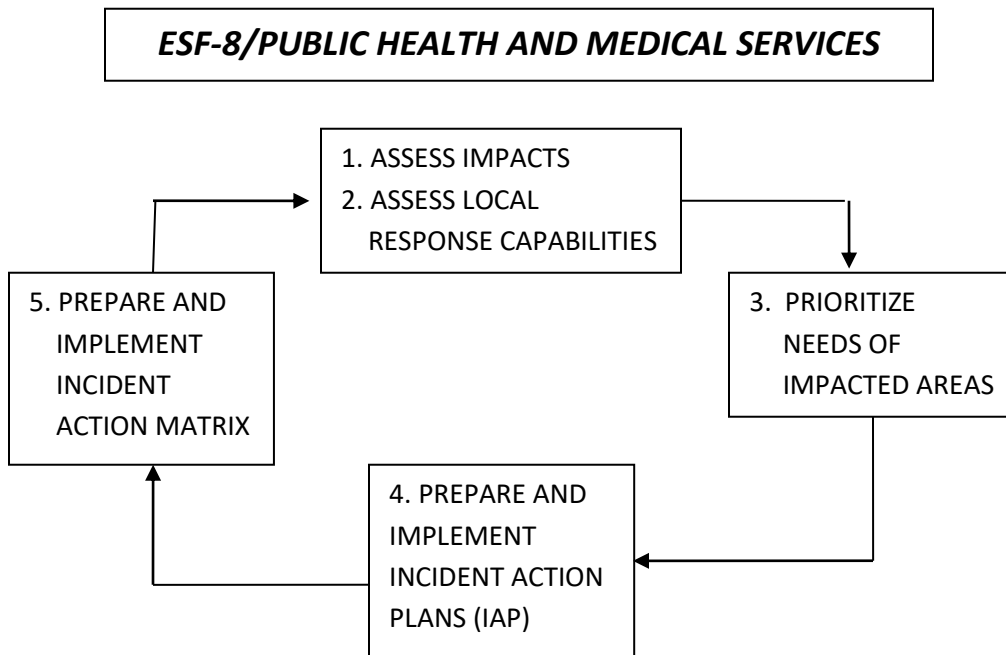 ESF-8/PUBLIC HEALTH AND MEDICAL SERVICES
1. ASSESS IMPACTS
2. ASSESS LOCAL
RESPONSE CAPABILITIES
3. PRIORITIZE
NEEDS OF
IMPACTED AREAS
4. PREPARE AND
IMPLEMENT
INCIDENT ACTION
PLANS (IAP)
5. PREPARE AND
IMPLEMENT
INCIDENT
ACTION MATRIX